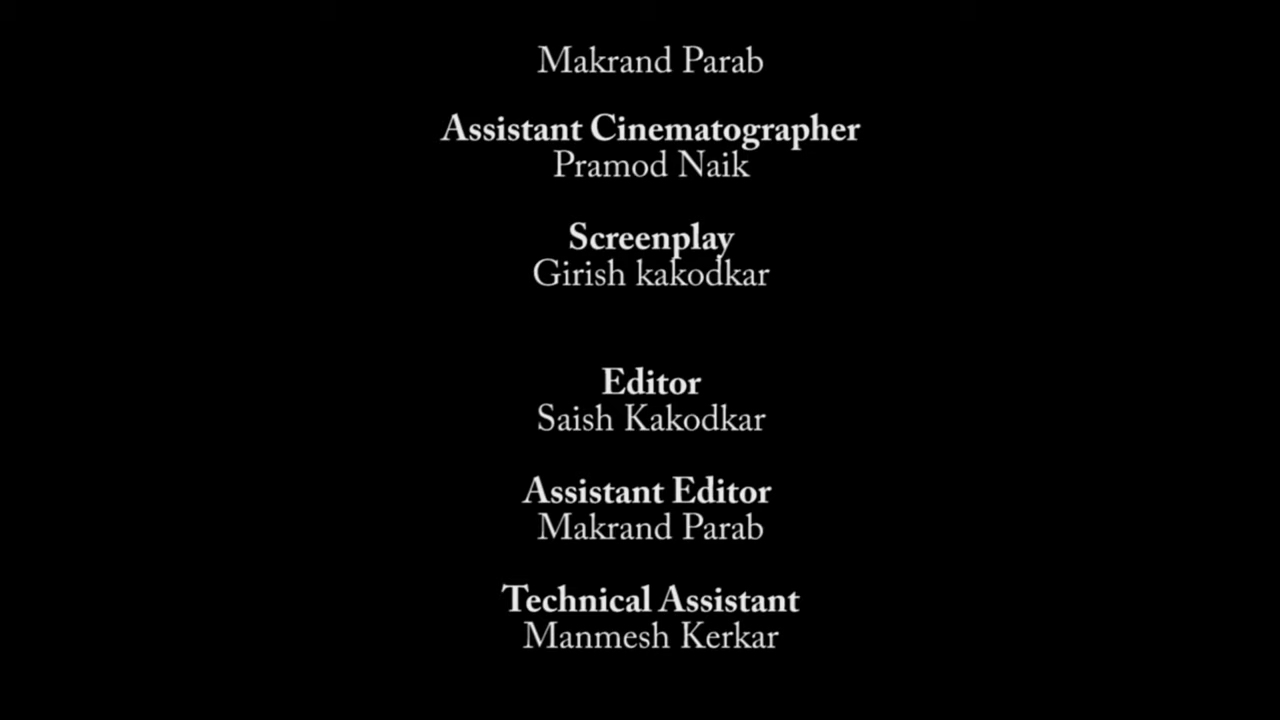 Makrand Parab
Assistant Cinematographer
Pramod Naik
Screenplay
Girish kakodkar
Editor
Saish Kakodkar
Assistant Editor
Makrand Parab
Technical Assistant
Manmesh Kerkar